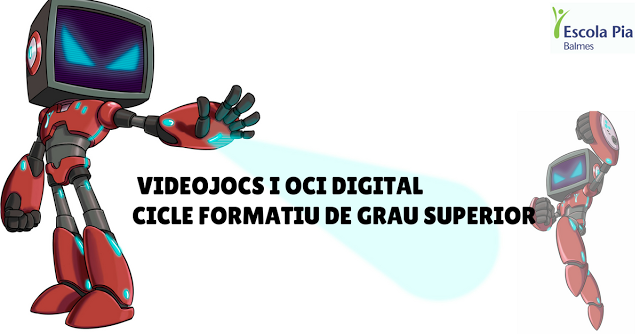 Escola Pia
Balmes
VIDEOJOCS I OCI DIGITAL
CICLE FORMATIU DE GRAU SUPERIOR